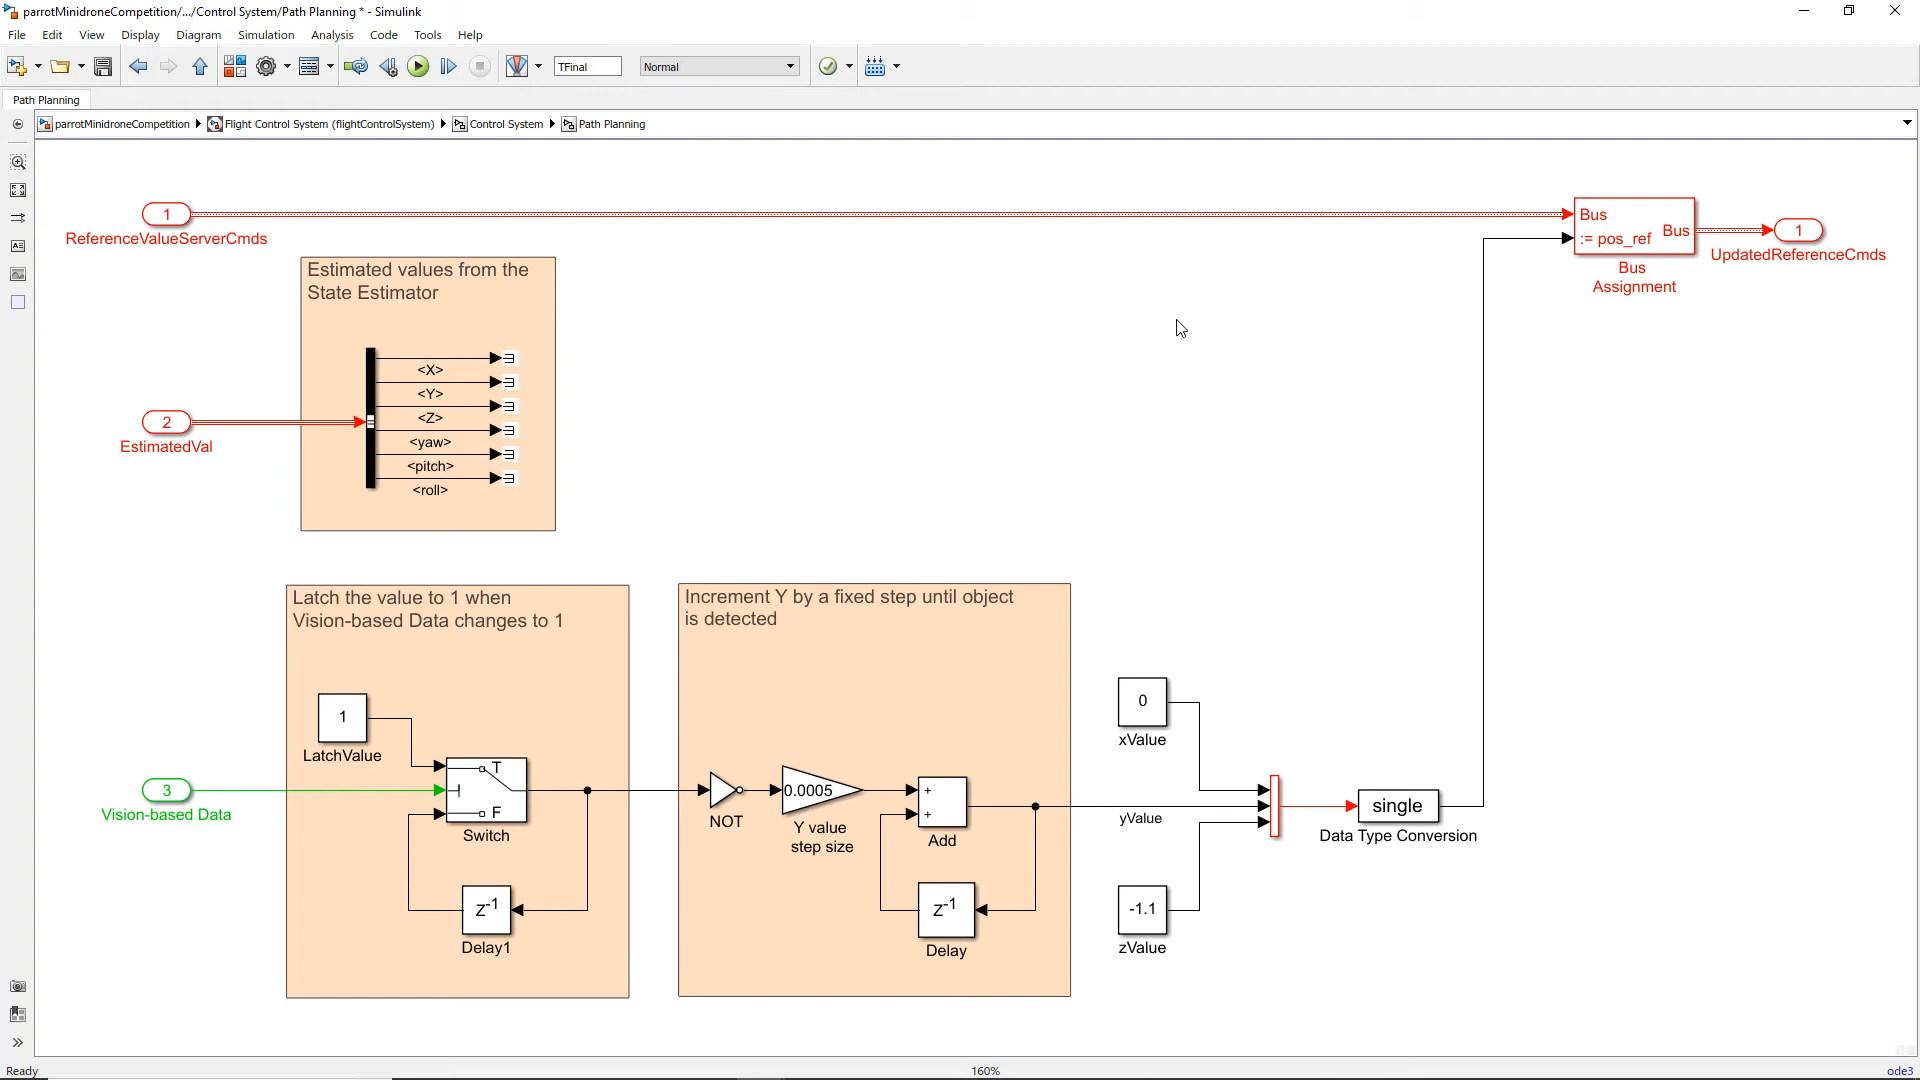 parrotMinidroneCompetition/.../Control System/Path Planning * - Simulink
File Edit View Display Diagram Simulation Analysis Code Tools Help
TFinal Normal
Path Planning
parrotMinidroneCompetition Flight Control System (flightControlSystem) Control System Path Planning
1
ReferenceValueServerCmds
Bus
:= pos_ref
Bus
Bus
Assignment
1
UpdatedReferenceCmds
Estimated values from the
State Estimator
2
EstimatedVal
<X>
<Y>
<Z>
<yaw>
<pitch>
<roll>
Latch the value to 1 when
Vision-based Data changes to 1
1
LatchValue
3
Vision-based Data
T
F
Switch
Z-1
Delay1
Increment Y by a fixed step until object
is detected
NOT
0.0005
Y value
step size
+
+
Add
Z-1
Delay
0
xValue
yValue
-1.1
zValue
single
Data Type Conversion
Ready 160% ode3